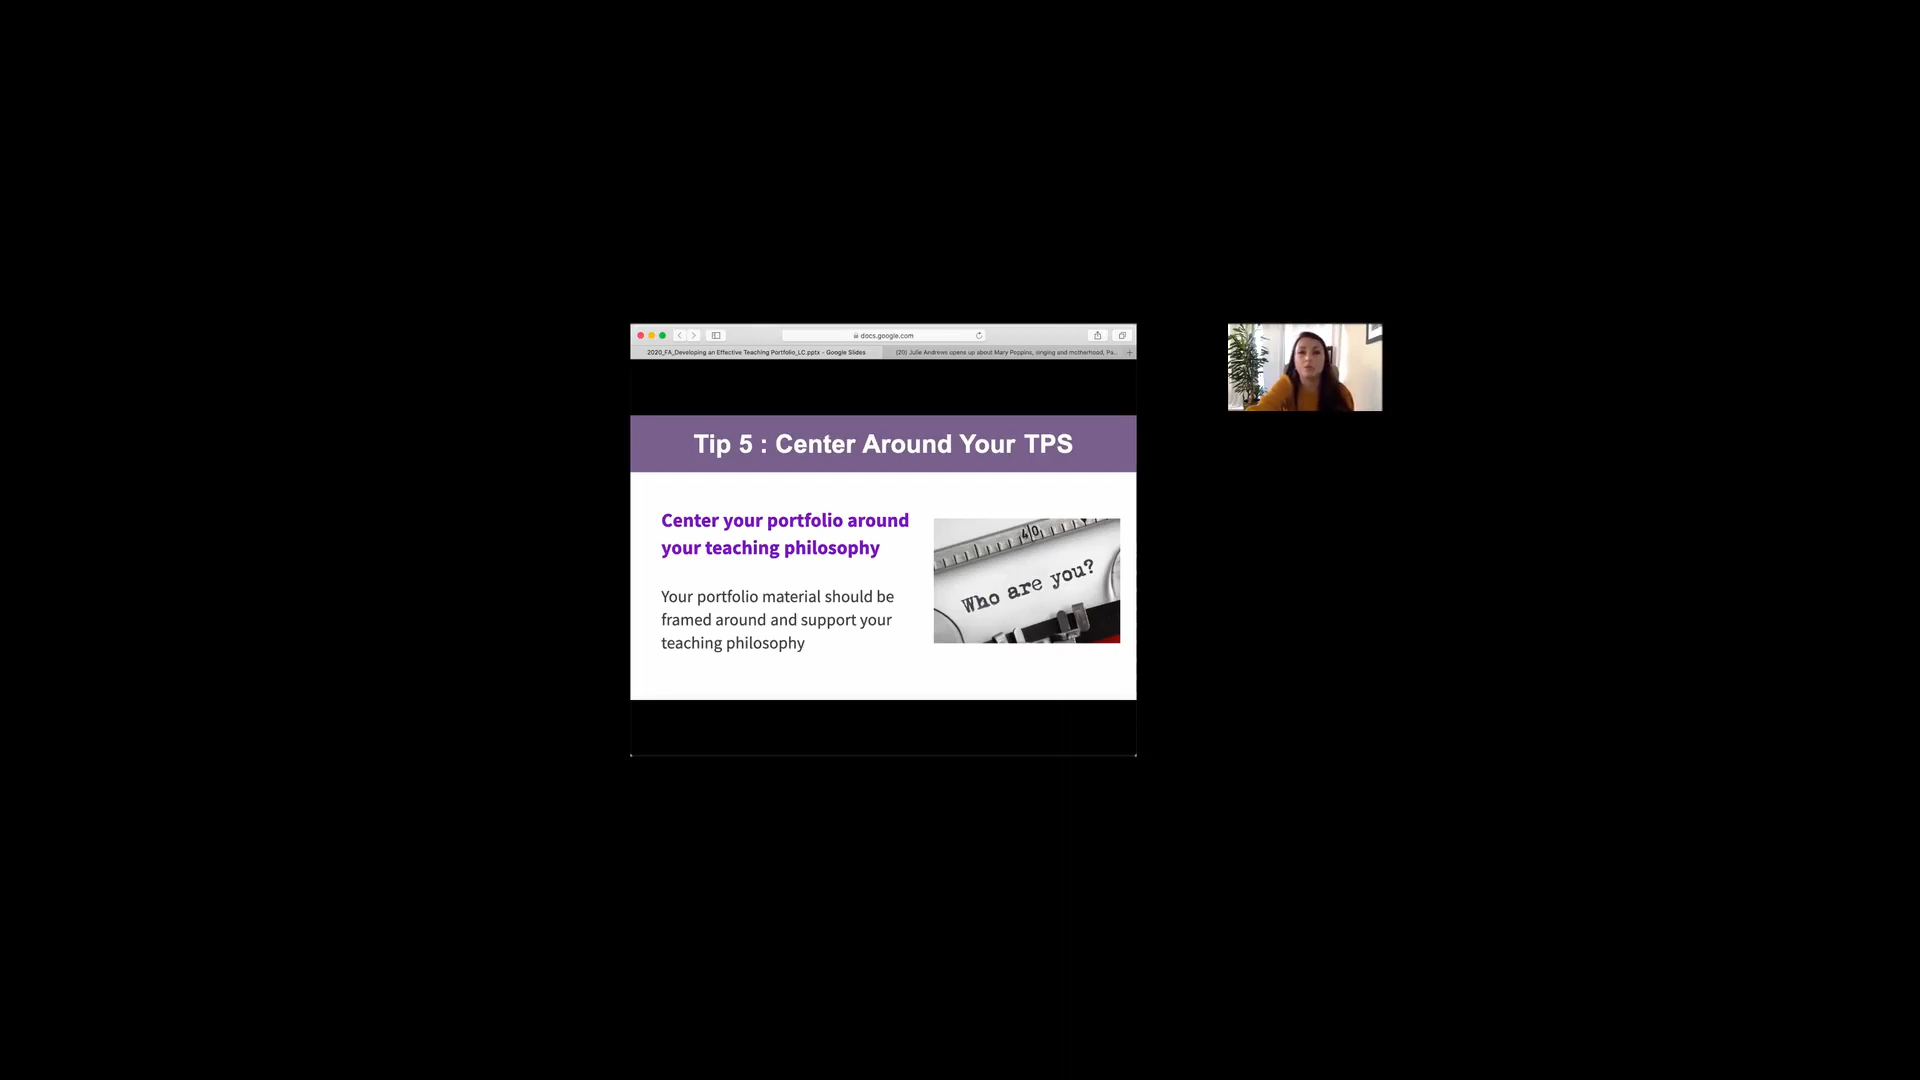 docs.google.com
2020_FA_Developing an Effective Teaching Portfolio_LC.pptx - Google Slides
(20) Julie Andrews opens up about Mary Poppins, singing and motherhood, Pa...
Tip 5 : Center Around Your TPS
Center your portfolio around
your teaching philosophy
Your portfolio material should be
framed around and support your
teaching philosophy
40
Who are you?